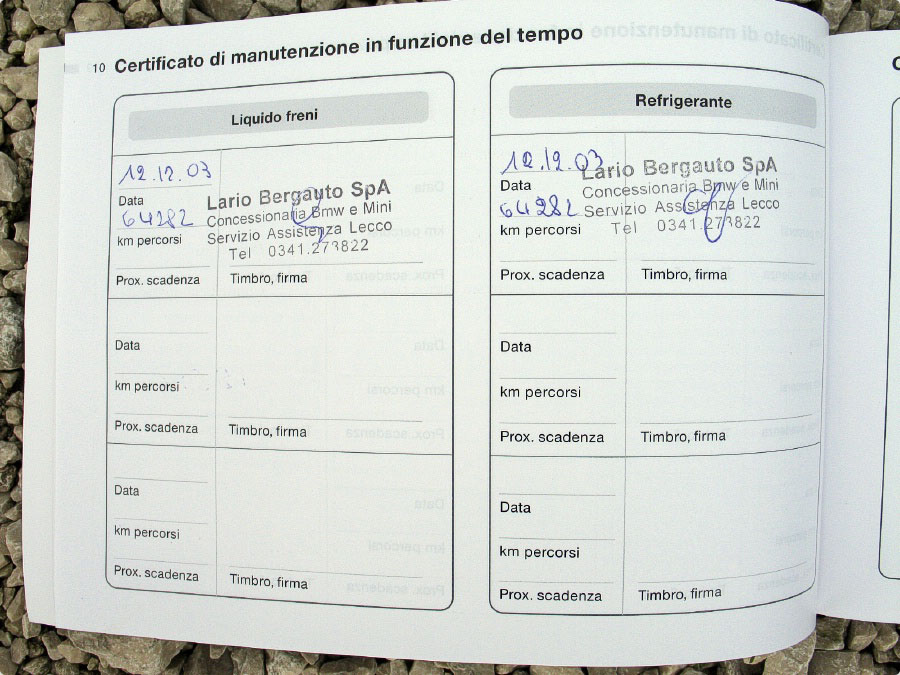 10 Certificato di manutenzione in funzione del tempo
Liquido freni
12.12.03
Data
64282
km percorsi
Prox. scadenza
Lario Bergauto SpA
Concessionaria Bmw e Mini
Servizio Assistenza Lecco
Tel 0341.273822
Timbro, firma
Data
km percorsi
Prox. scadenza
Timbro, firma
Data
km percorsi
Prox. scadenza
Timbro, firma
Refrigerante
12.12.03
Data
64282
km percorsi
Prox. scadenza
Lario Bergauto SpA
Concessionaria Bmw e Mini
Servizio Assistenza Lecco
Tel 0341.273822
Timbro, firma
Data
km percorsi
Prox. scadenza
Timbro, firma
Data
km percorsi
Prox. scadenza
Timbro, firma